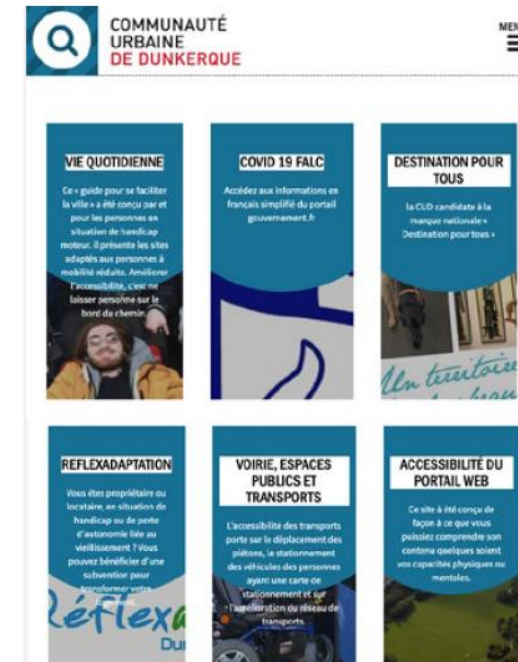 COMMUNAUTÉ
URBAINE
DE DUNKERQUE
MEN
VIE QUOTIDIENNE
Ce « guide pour se faciliter
la ville » a été conçu par et
pour les personnes en
situation de handicap
moteur. il présente les sites
adaptés aux personnes à
mobilité réduite. Améliorer
l'accessibilité, c'est ne
laisser personne sur le
bord du chemin.
COVID 19 FALC
Accédez aux informations en
français simplifié du portail
gouvernement.fr
DESTINATION POUR
TOUS
la CUD candidate à la
marque nationale «
Destination pour tous »
Un territoire
REFLEXADAPTATION
Vous êtes propriétaire ou
locataire, en situation de
handicap ou de perte
d'autonomie liée au
vieillissement ? Vous
pouvez bénéficier d'une
subvention pour
transformer votre
Réflexa
Dun
VOIRIE, ESPACES
PUBLICS ET
TRANSPORTS
L'accessibilité des transports
porte sur le déplacement des
piétons, le stationnement
des véhicules des personnes
ayant une carte de
stationnement et sur
l'amélioration du réseau de
transports.
ACCESSIBILITÉ DU
PORTAIL WEB
Ce site à été conçu de
façon à ce que vous
puissiez comprendre son
contenu quelques soient
vos capacités physiques ou
mentales.